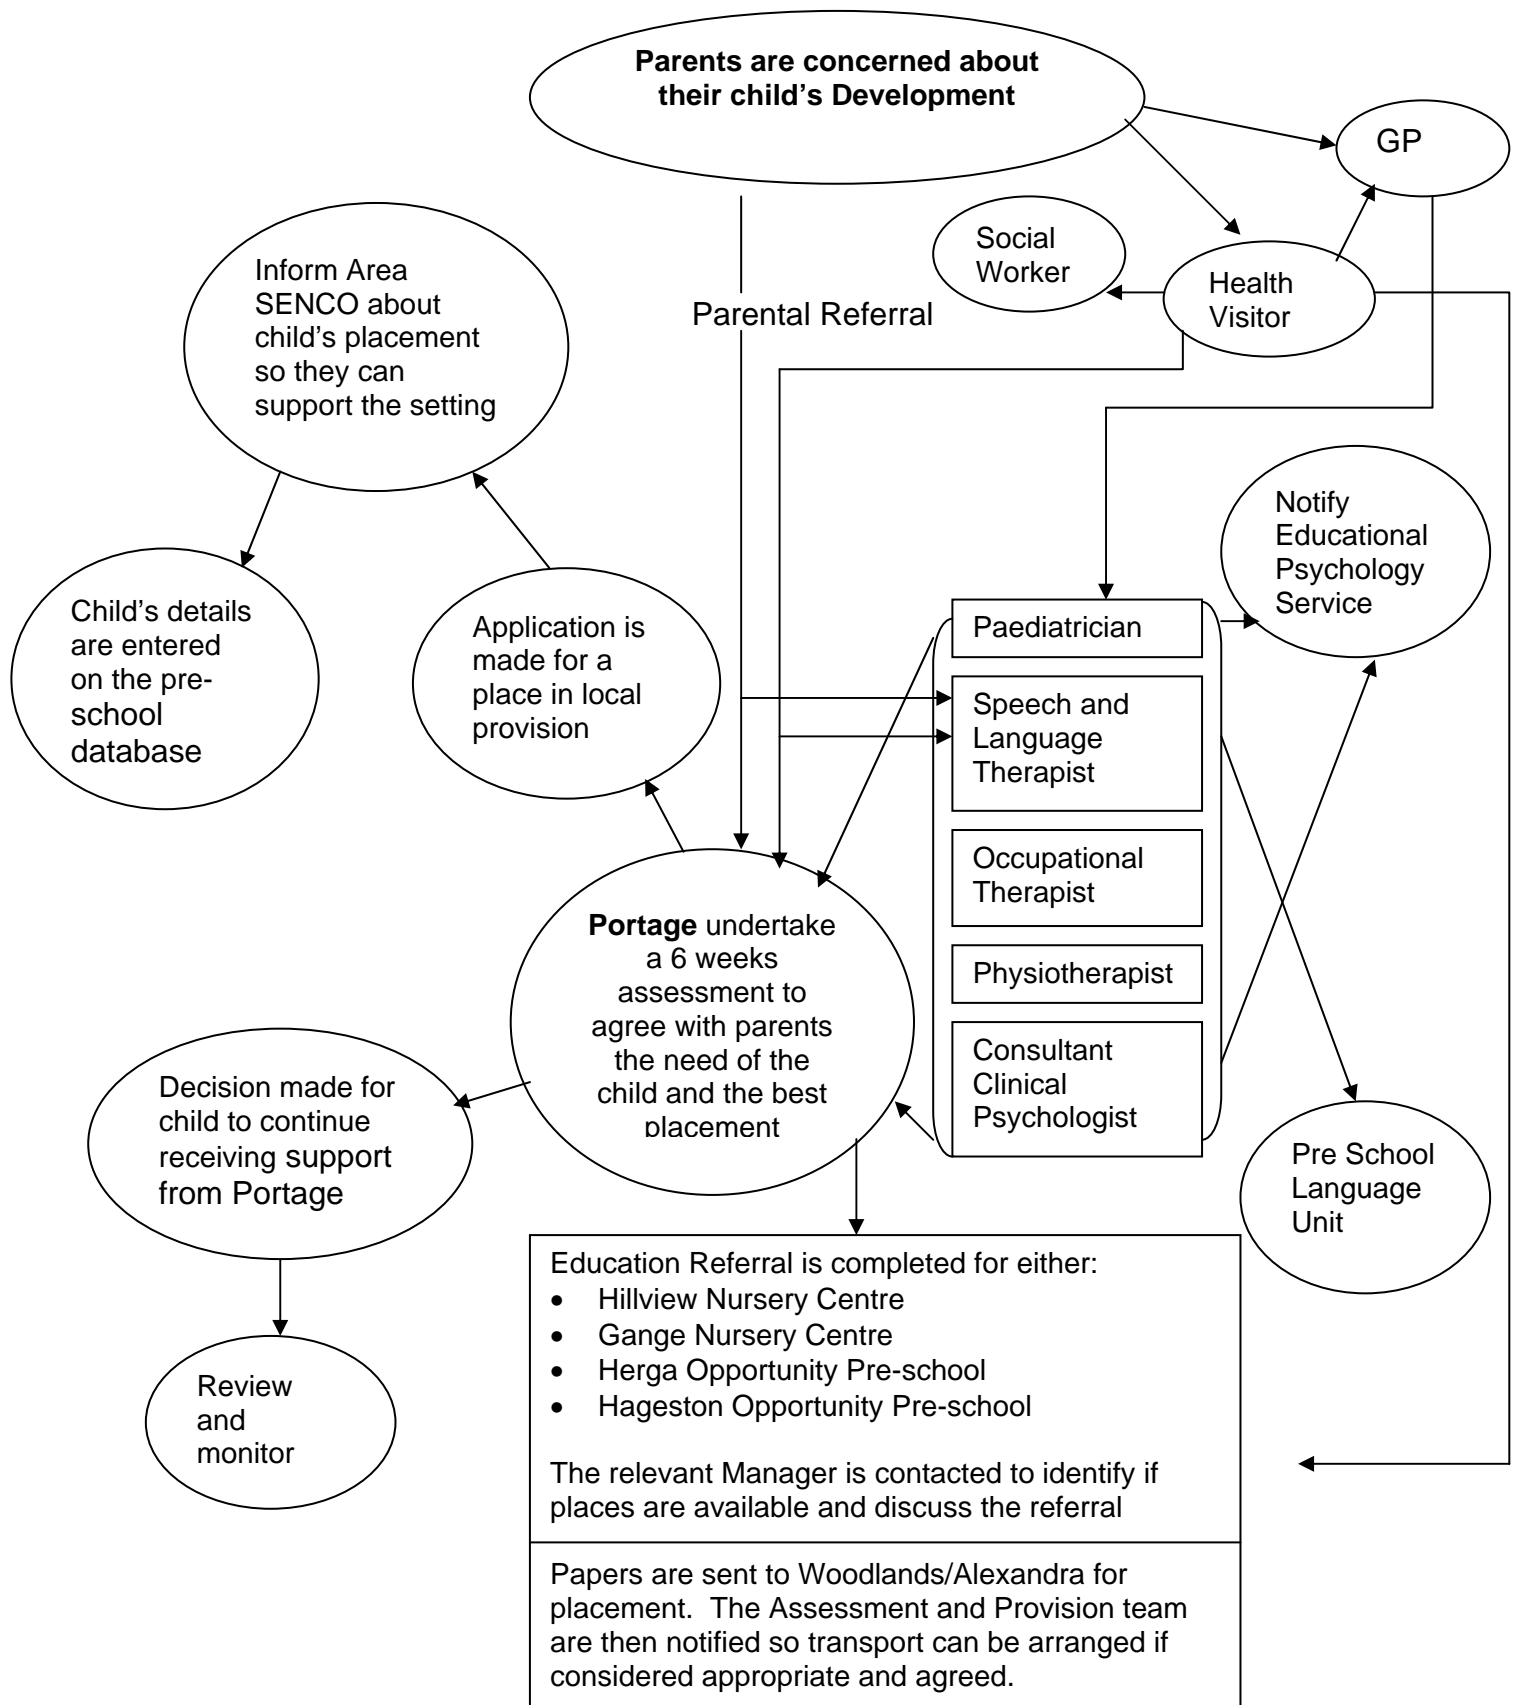 Parents are concerned about
their child’s Development
GP
Social
Worker
Health
Visitor
Inform Area
SENCO about
child’s placement
so they can
support the setting
Parental Referral
Notify
Educational
Psychology
Service
Child’s details
are entered
on the pre-
school
database
Application is
made for a
place in local
provision
Paediatrician
Speech and
Language
Therapist
Occupational
Therapist
Physiotherapist
Consultant
Clinical
Psychologist
Portage undertake
a 6 weeks
assessment to
agree with parents
the need of the
child and the best
placement
Decision made for
child to continue
receiving support
from Portage
Pre School
Language
Unit
Review
and
monitor
Education Referral is completed for either:
• Hillview Nursery Centre
• Gange Nursery Centre
• Herga Opportunity Pre-school
• Hageston Opportunity Pre-school
The relevant Manager is contacted to identify if
places are available and discuss the referral
Papers are sent to Woodlands/Alexandra for
placement.  The Assessment and Provision team
are then notified so transport can be arranged if
considered appropriate and agreed.